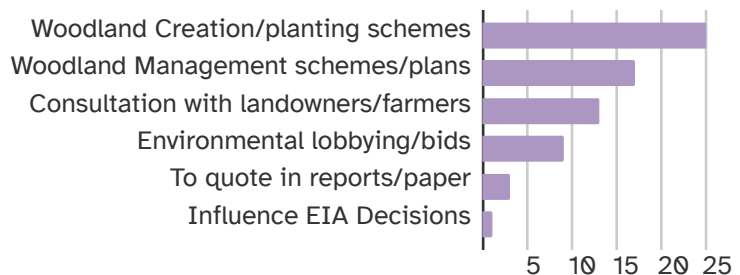 Woodland Creation/planting schemes
Woodland Management schemes/plans
Consultation with landowners/farmers
Environmental lobbying/bids
To quote in reports/paper
Influence EIA Decisions
5 10 15 20 25